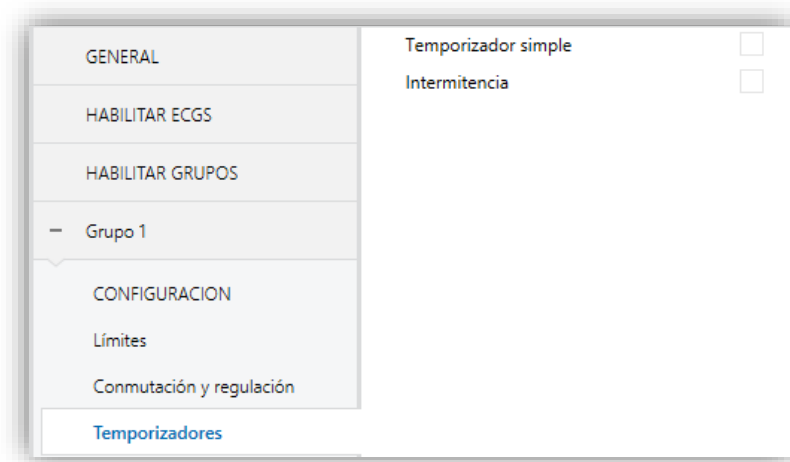 GENERAL
HABILITAR ECGS
HABILITAR GRUPOS
Grupo 1
CONFIGURACION
Límites
Conmutación y regulación
Temporizadores
Temporizador simple
Intermitencia